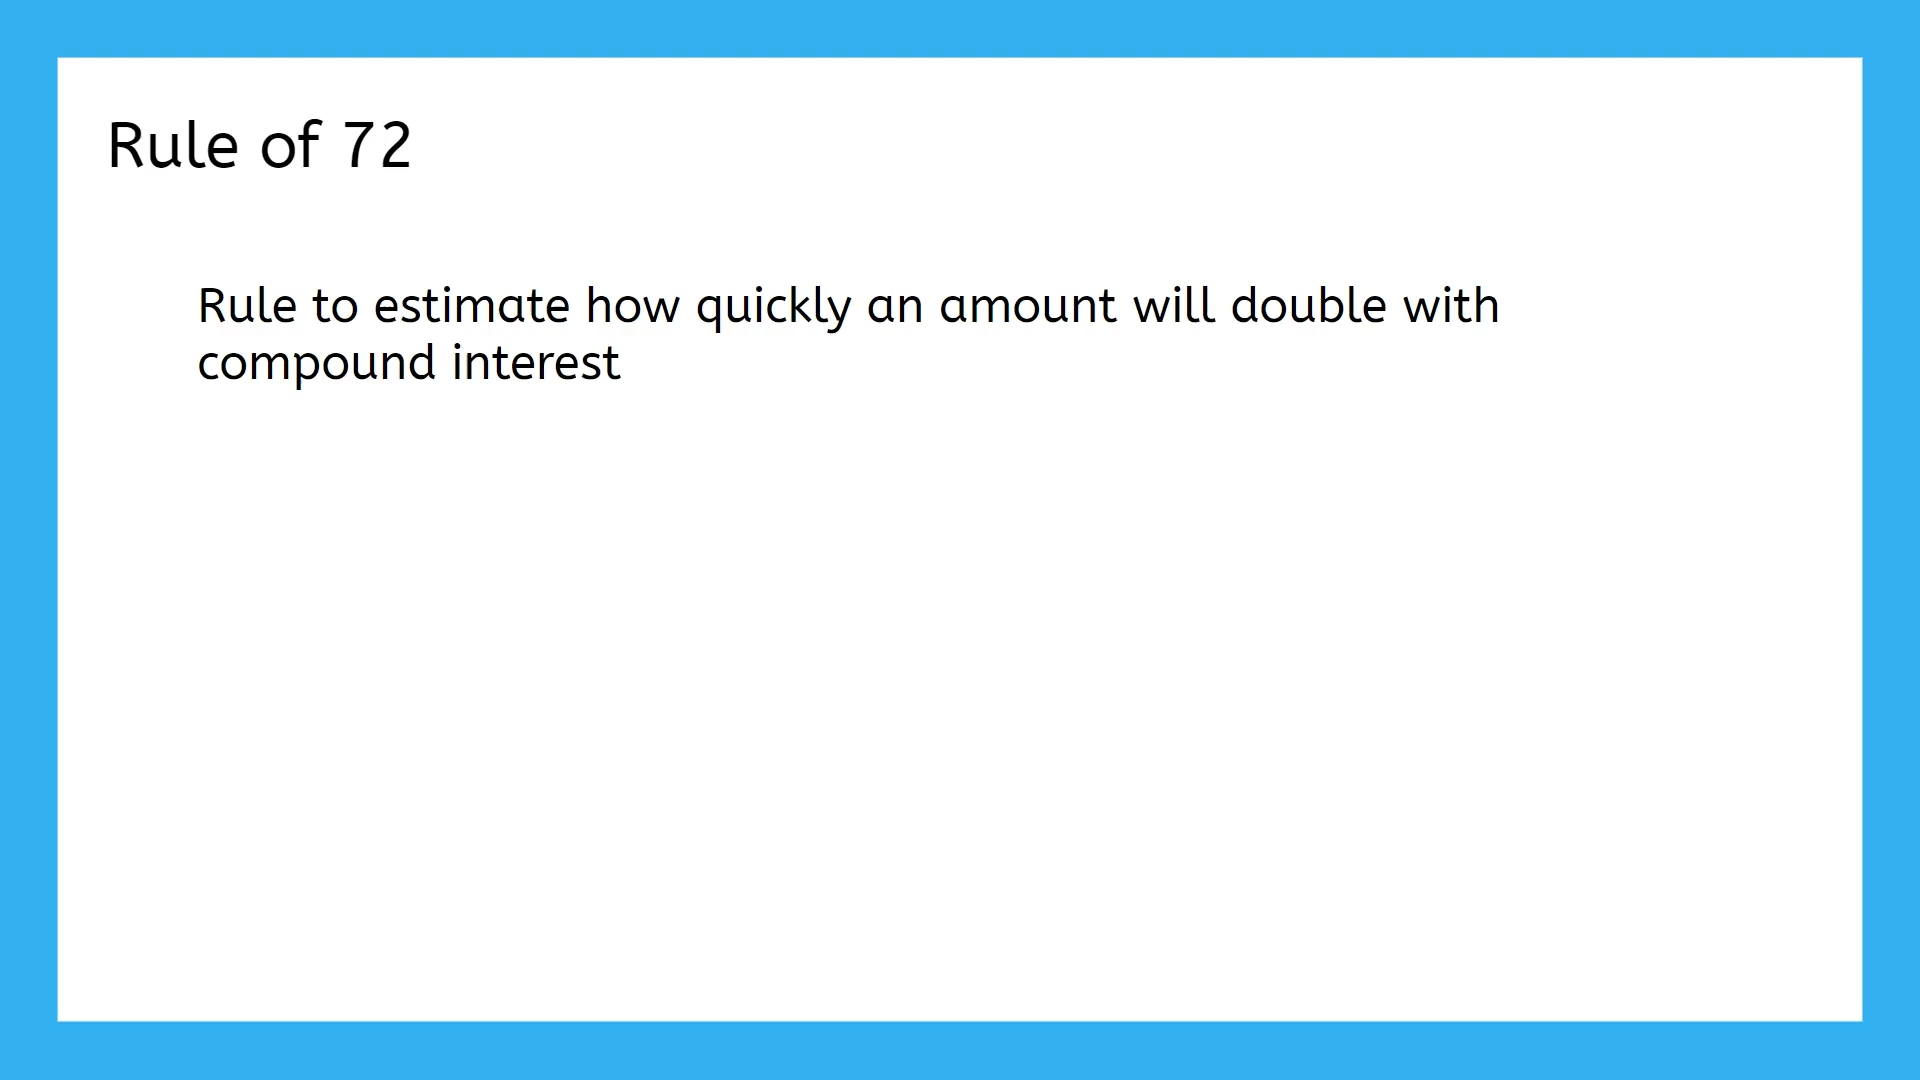 Rule of 72
Rule to estimate how quickly an amount will double with
compound interest